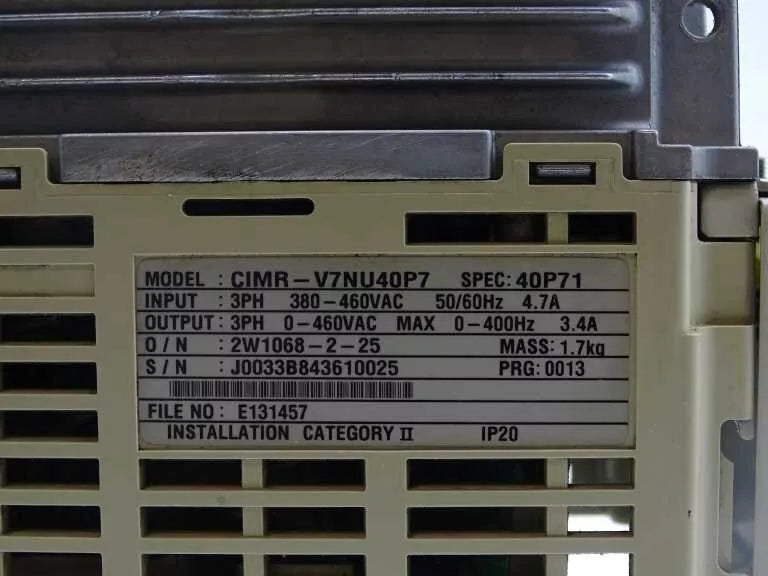 MODEL : CIMR-V7NU40P7 SPEC: 40P71
INPUT : 3PH 380-460VAC 50/60Hz 4.7A
OUTPUT : 3PH 0-460VAC MAX 0-400Hz 3.4A
O / N : 2W1068-2-25 MASS: 1.7kg
S / N : J0033B843610025 PRG: 0013
FILE NO : E131457
INSTALLATION CATEGORY II IP20